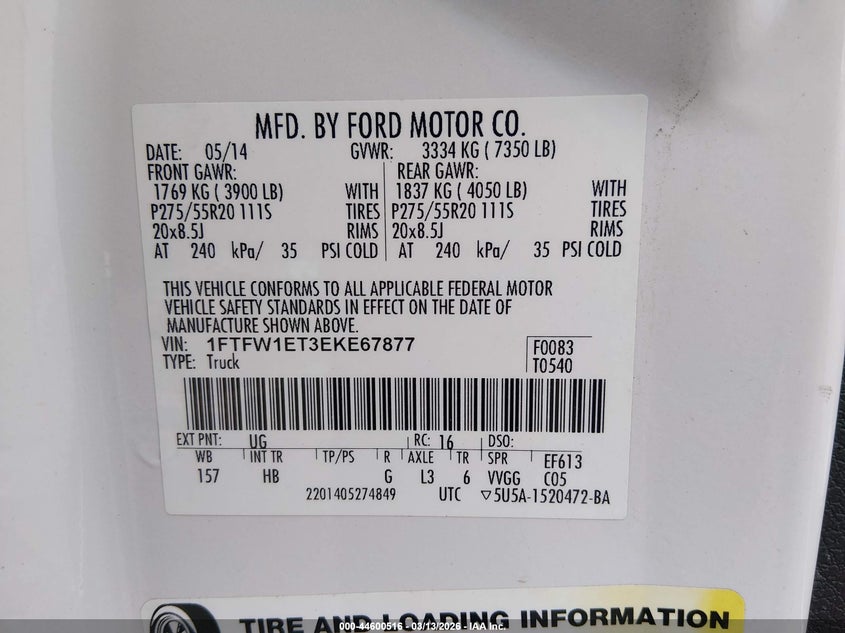 MFD. BY FORD MOTOR CO.
DATE: 05/14 GVWR: 3334 KG ( 7350 LB)
FRONT GAWR: REAR GAWR:
1769 KG ( 3900 LB) WITH 1837 KG ( 4050 LB) WITH
P275/55R20 111S TIRES P275/55R20 111S TIRES
20x8.5J RIMS 20x8.5J RIMS
AT 240 kPa/ 35 PSI COLD AT 240 kPa/ 35 PSI COLD
THIS VEHICLE CONFORMS TO ALL APPLICABLE FEDERAL MOTOR
VEHICLE SAFETY STANDARDS IN EFFECT ON THE DATE OF
MANUFACTURE SHOWN ABOVE.
VIN: 1FTFW1ET3EKE67877 F0083
TYPE: Truck T0540
EXT PNT: UG RC: 16 DSO:
WB INT TR TP/PS R AXLE TR SPR EF613
157 HB G L3 6 VVGG C05
2201405274849 UTC ▽5U5A-1520472-BA
TIRE AND LOADING INFORMATION
000-44600516 - 03/13/2026 - IAA Inc.